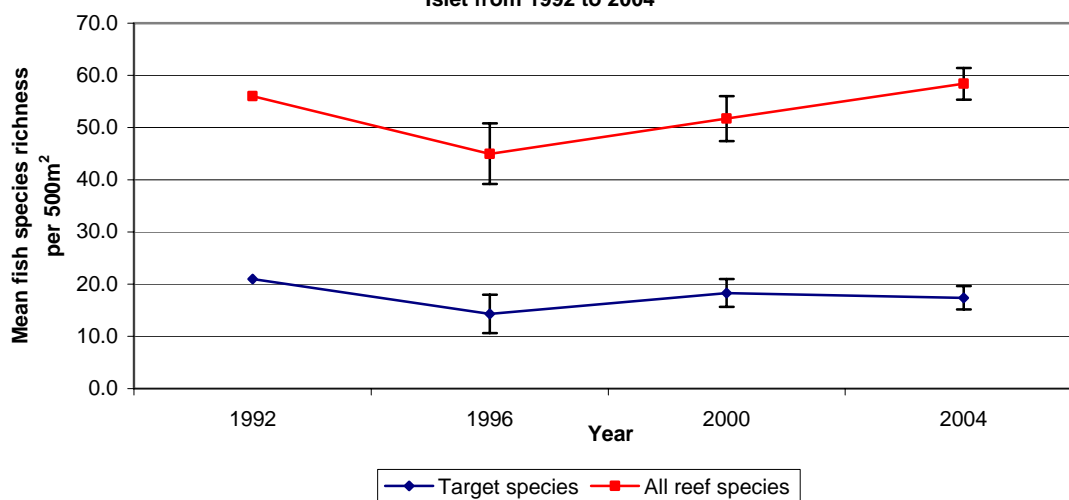 Islet from 1992 to 2004
70.0
60.0
50.0
40.0
30.0
20.0
10.0
0.0
Mean fish species richness
per 500m²
1992 1996 2000 2004
Year
Target species All reef species